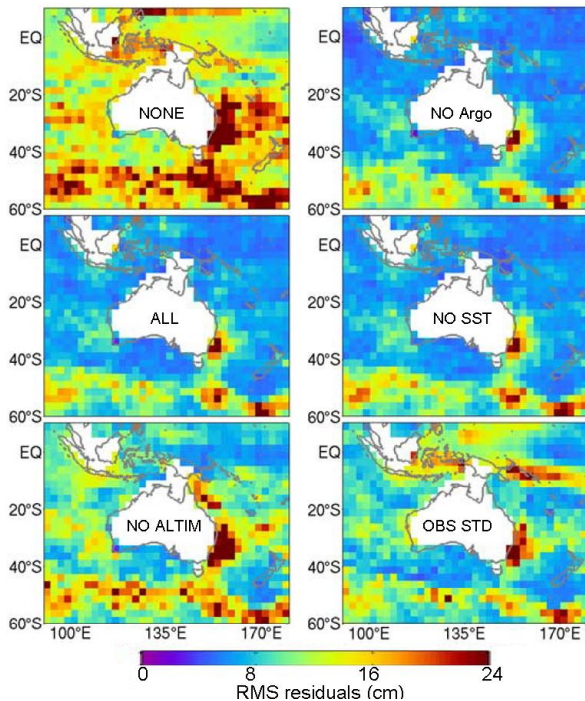 EQ
20°S
40°S
60°S
NONE
NO Argo
EQ
20°S
40°S
60°S
EQ
20°S
40°S
60°S
ALL
NO SST
EQ
20°S
40°S
60°S
EQ
20°S
40°S
60°S
NO ALTIM
OBS STD
EQ
20°S
40°S
60°S
100°E 135°E 170°E
100°E 135°E 170°E
0 8 16 24
RMS residuals (cm)